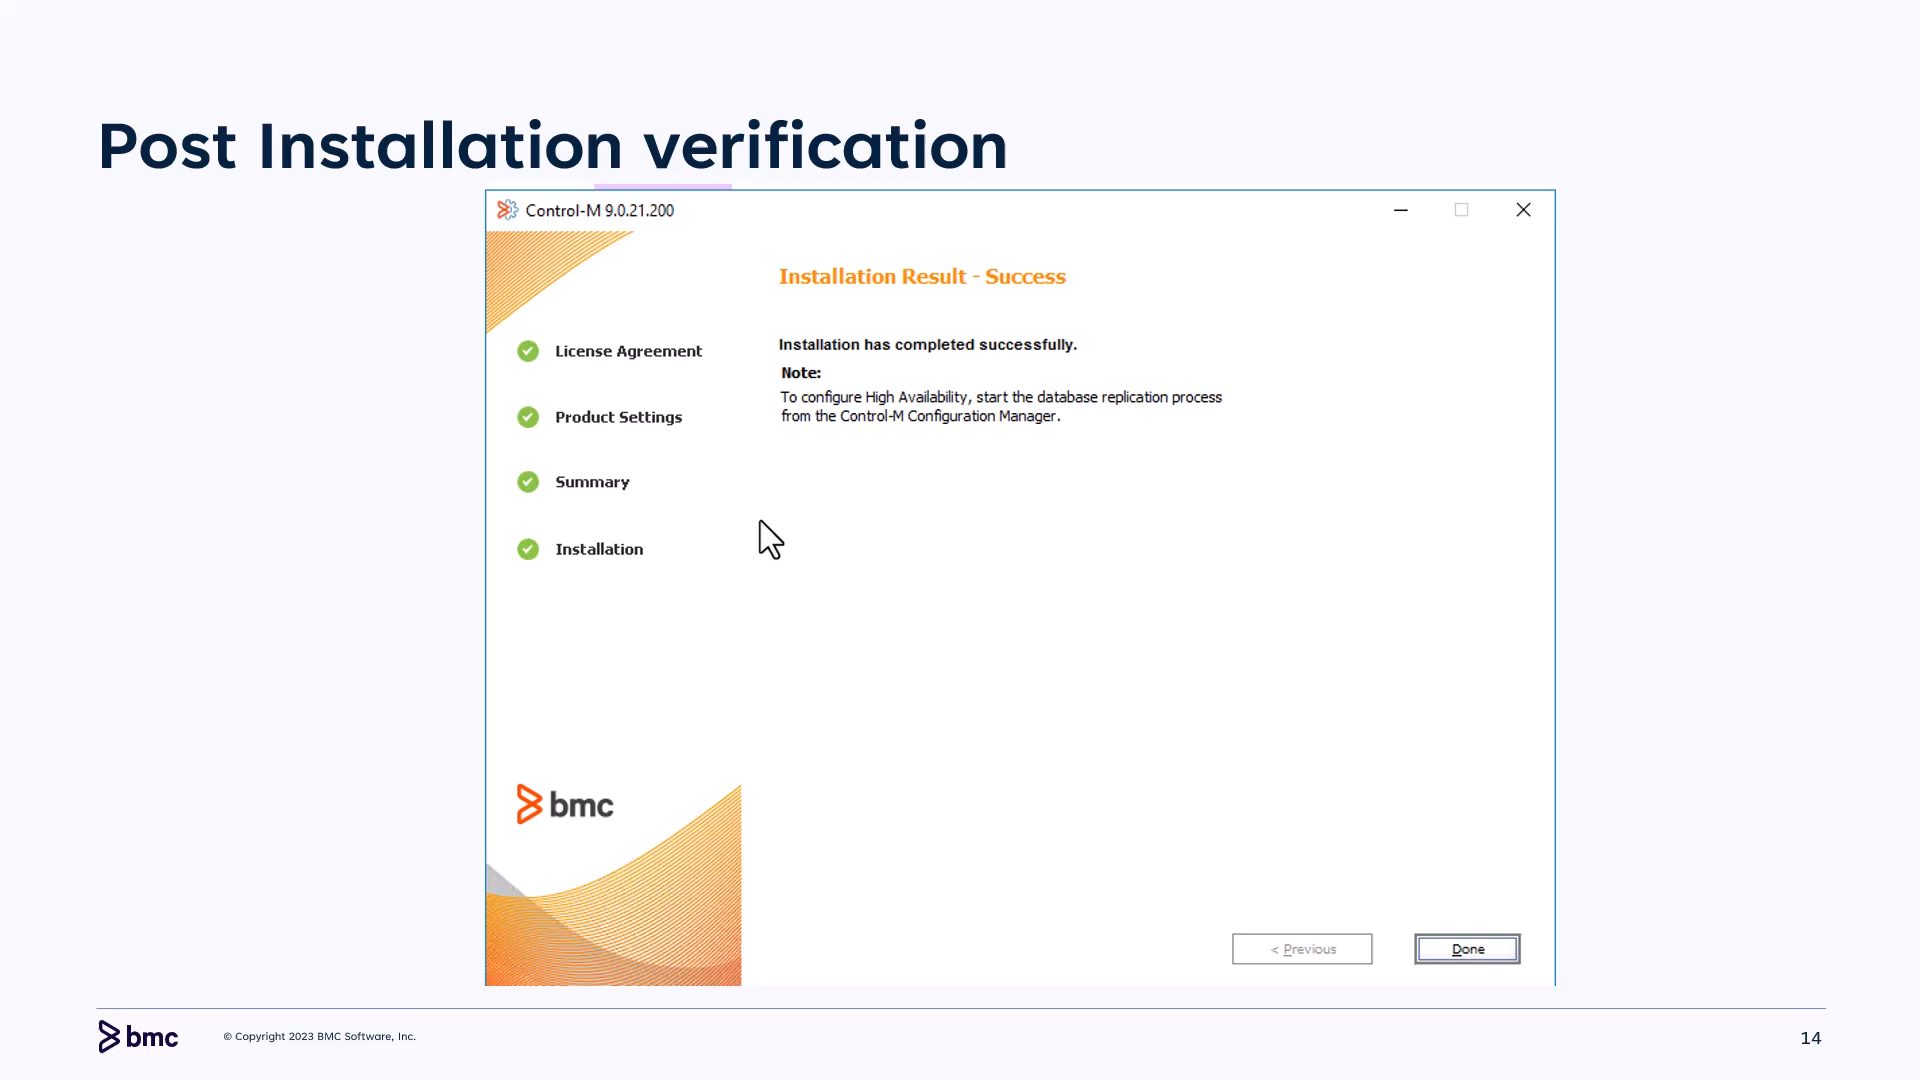 Post Installation verification
Control-M 9.0.21.200
Installation Result - Success
License Agreement
Product Settings
Summary
Installation
Installation has completed successfully.
Note:
To configure High Availability, start the database replication process
from the Control-M Configuration Manager.
bmc
< Previous
Done
bmc
© Copyright 2023 BMC Software, Inc.
14